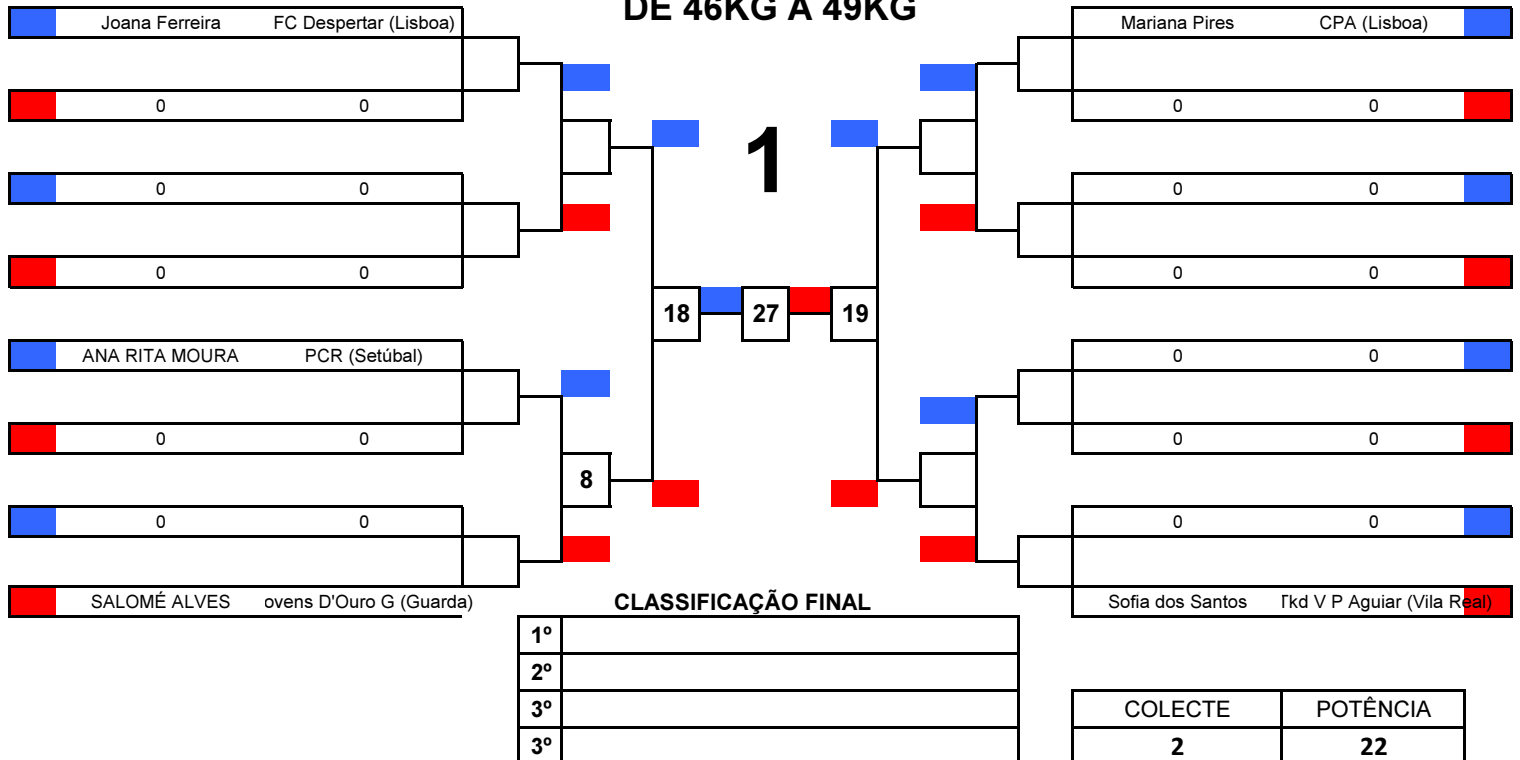 DE 46KG A 49KG
Joana Ferreira FC Despertar (Lisboa)
Mariana Pires CPA (Lisboa)
0 0
0 0
1
0 0
0 0
0 0
0 0
18 27 19
ANA RITA MOURA PCR (Setúbal)
0 0
0 0
0 0
8
0 0
0 0
SALOMÉ ALVES ovens D'Ouro G (Guarda)
CLASSIFICAÇÃO FINAL
Sofia dos Santos Tkd V P Aguiar (Vila Real)
1º
2º
3º
3º
COLECTE POTÊNCIA
2 22